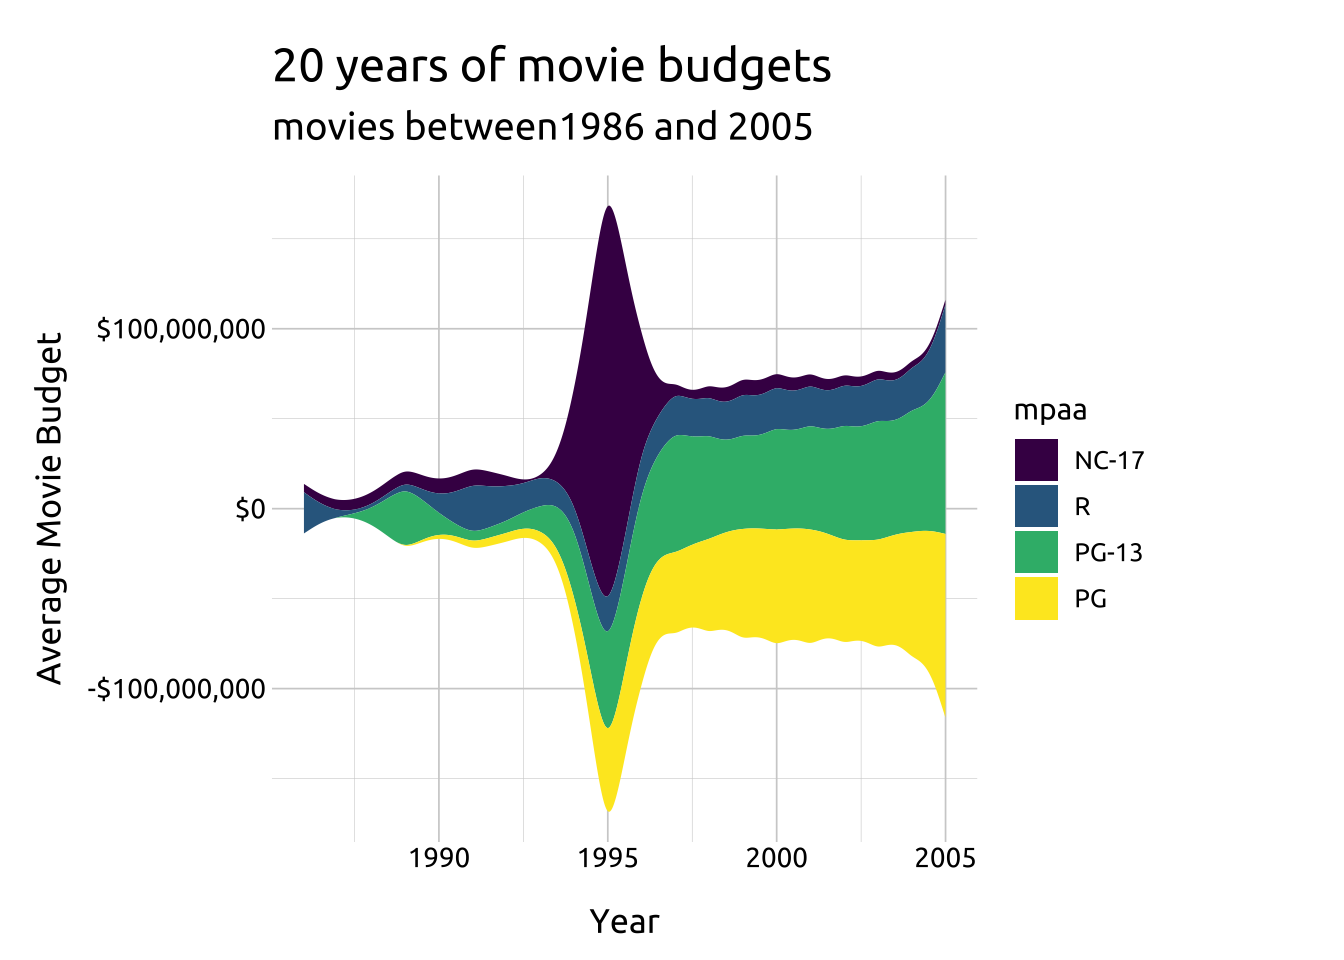 20 years of movie budgets
movies between1986 and 2005
Average Movie Budget
$100,000,000
$0
-$100,000,000
1990 1995 2000 2005
Year
mpaa
NC-17
R
PG-13
PG